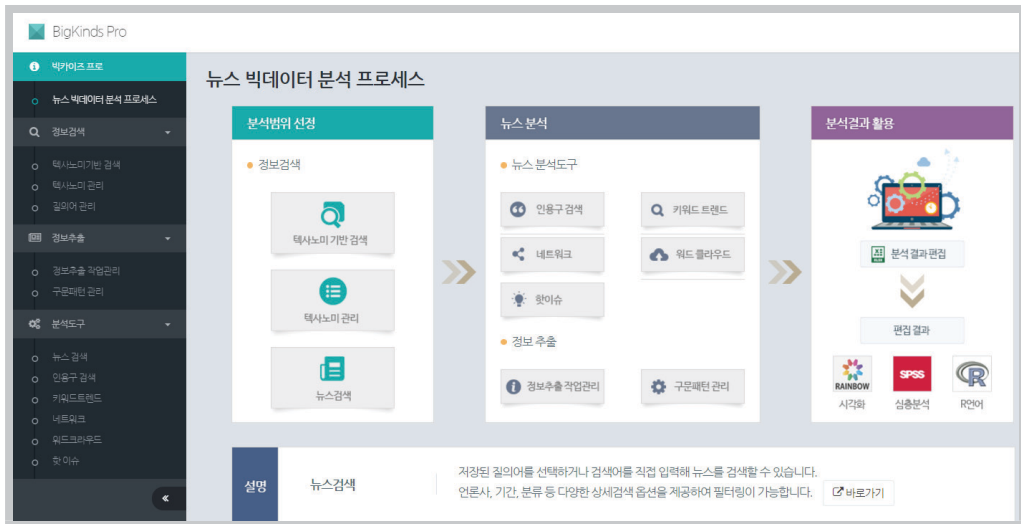 BigKinds Pro
빅카이즈 프로
뉴스 빅데이터 분석 프로세스
정보검색
텍사노미기반 검색
텍사노미 관리
질의어 관리
정보추출
정보추출 작업관리
구문패턴 관리
분석도구
뉴스 검색
인용구 검색
키워드트렌드
네트워크
워드크라우드
핫 이슈
뉴스 빅데이터 분석 프로세스
분석범위 선정
정보검색
텍사노미 기반 검색
텍사노미 관리
뉴스검색
뉴스 분석
뉴스 분석도구
인용구 검색
키워드 트렌드
네트워크
워드 클라우드
핫이슈
정보 추출
정보추출 작업관리
구문패턴 관리
분석결과 활용
분석 결과 편집
편집 결과
RAINBOW
SPSS
R
시각화
심층분석
R언어
설명
뉴스검색
저장된 질의어를 선택하거나 검색어를 직접 입력해 뉴스를 검색할 수 있습니다.
언론사, 기간, 분류 등 다양한 상세검색 옵션을 제공하여 필터링이 가능합니다.
바로가기